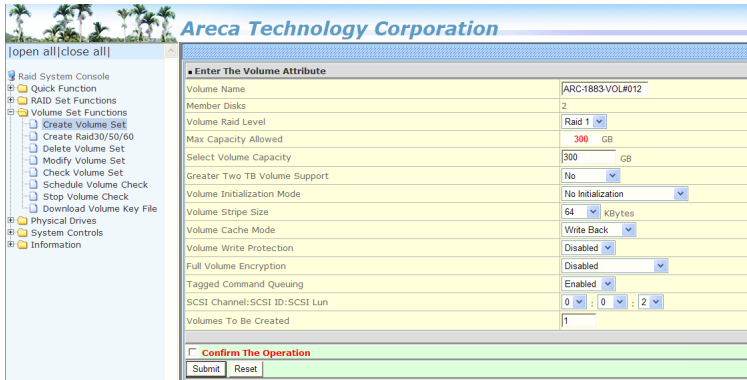 Areca Technology Corporation
|open all|close all|
Raid System Console
Quick Function
RAID Set Functions
Volume Set Functions
Create Volume Set
Create Raid30/50/60
Delete Volume Set
Modify Volume Set
Check Volume Set
Schedule Volume Check
Stop Volume Check
Download Volume Key File
Physical Drives
System Controls
Information
Enter The Volume Attribute
Volume Name ARC-1883-VOL#012
Member Disks 2
Volume Raid Level Raid 1
Max Capacity Allowed 300 GB
Select Volume Capacity 300 GB
Greater Two TB Volume Support No
Volume Initialization Mode No Initialization
Volume Stripe Size 64 KBytes
Volume Cache Mode Write Back
Volume Write Protection Disabled
Full Volume Encryption Disabled
Tagged Command Queuing Enabled
SCSI Channel:SCSI ID:SCSI Lun 0 : 0 : 2
Volumes To Be Created 1
Confirm The Operation
Submit Reset